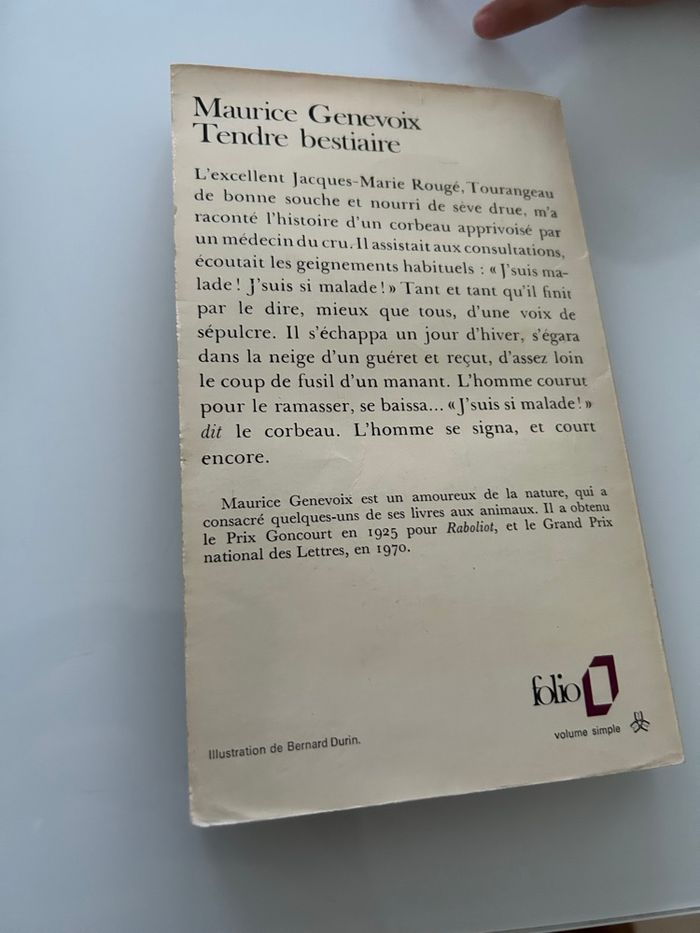 Maurice Genevoix
Tendre bestiaire
L'excellent Jacques-Marie Rougé, Tourangeau
de bonne souche et nourri de sève drue, m'a
raconté l'histoire d'un corbeau apprivoisé par
un médecin du cru. Il assistait aux consultations,
écoutait les geignements habituels : « J'suis ma-
lade ! J'suis si malade ! » Tant et tant qu'il finit
par le dire, mieux que tous, d'une voix de
sépulcre. Il s'échappa un jour d'hiver, s'égara
dans la neige d'un guéret et reçut, d'assez loin
le coup de fusil d'un manant. L'homme courut
pour le ramasser, se baissa... « J'suis si malade ! »
dit le corbeau. L'homme se signa, et court
encore.
Maurice Genevoix est un amoureux de la nature, qui a
consacré quelques-uns de ses livres aux animaux. Il a obtenu
le Prix Goncourt en 1925 pour Raboliot, et le Grand Prix
national des Lettres, en 1970.
folio
volume simple
Illustration de Bernard Durin.